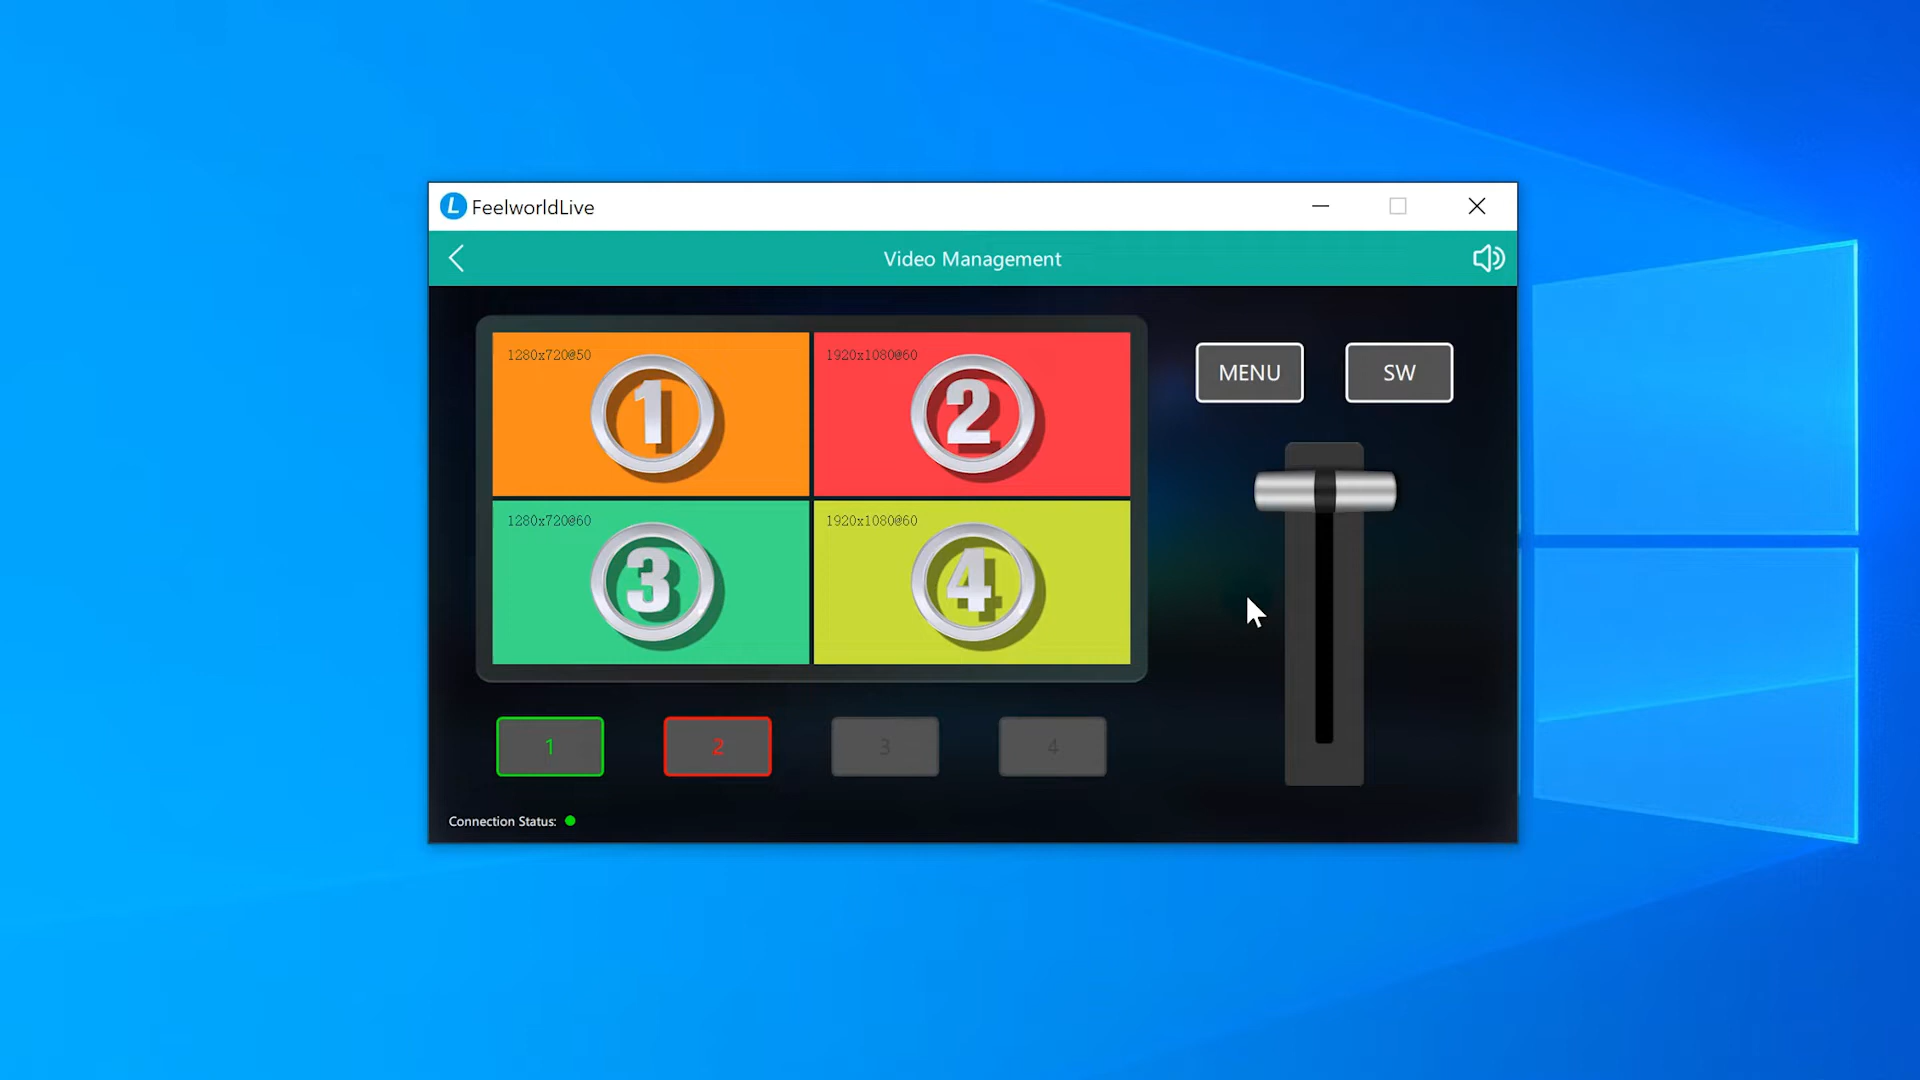 L FeelworldLive
Video Management
1280x720@50
1
1920x1080@60
2
MENU
SW
1280x720@60
3
1920x1080@60
4
1
2
3
4
Connection Status: